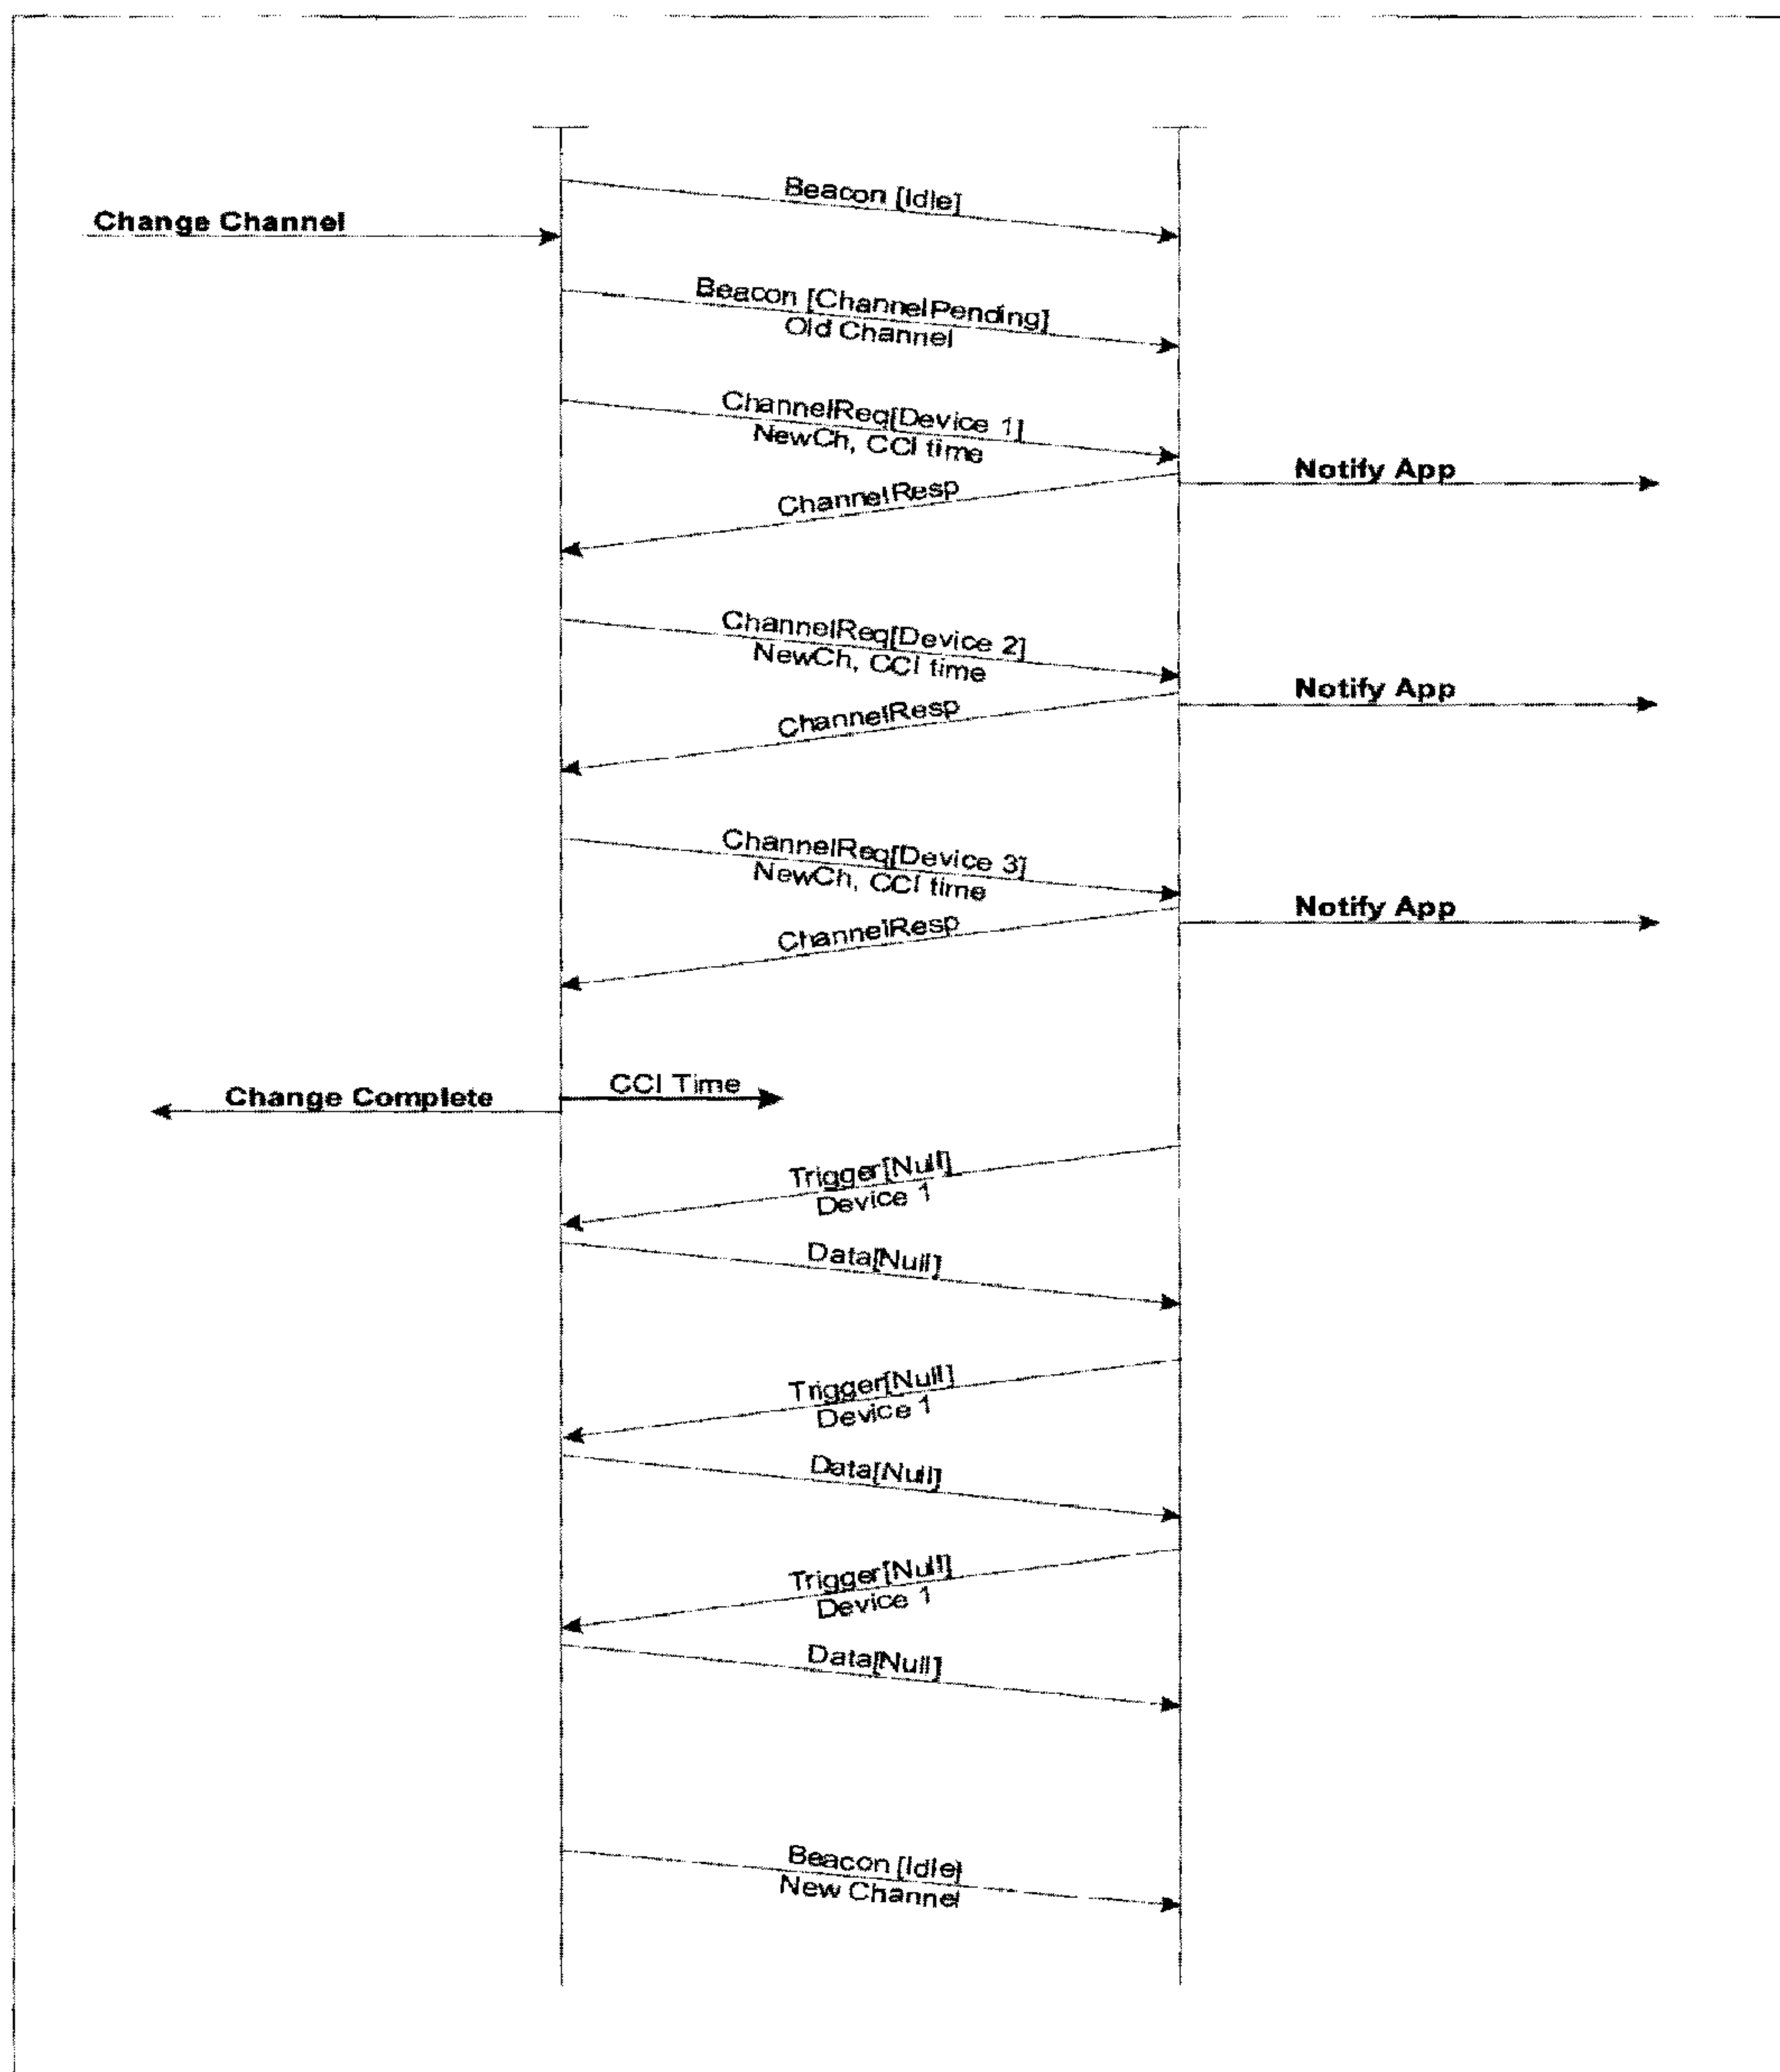 Beacon [Idle]
Change Channel
Beacon [ChannelPending]
Old Channel
ChannelReq[Device 1]
NewCh, CCI time
Notify App
ChannelResp
ChannelReq[Device 2]
NewCh, CCI time
Notify App
ChannelResp
ChannelReq[Device 3]
NewCh, CCI time
Notify App
ChannelResp
CCI Time
Change Complete
Trigger[Null]
Device 1
Data[Null]
Trigger[Null]
Device 1
Data[Null]
Trigger[Null]
Device 1
Data[Null]
Beacon [Idle]
New Channel